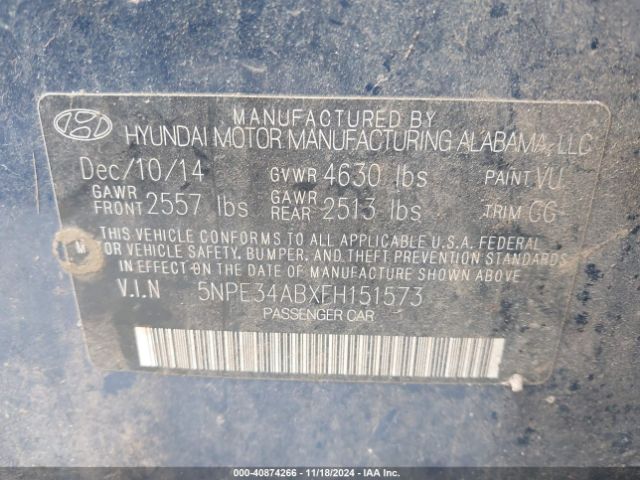 MANUFACTURED BY
HYUNDAI MOTOR MANUFACTURING ALABAMA, LLC
Dec/10/14 GVWR 4630 lbs PAINT VU
GAWR FRONT 2557 lbs GAWR REAR 2513 lbs TRIM CG
THIS VEHICLE CONFORMS TO ALL APPLICABLE U.S.A. FEDERAL
MOTOR VEHICLE SAFETY, BUMPER, AND THEFT PREVENTION STANDARDS
IN EFFECT ON THE DATE OF MANUFACTURE SHOWN ABOVE
V.I.N 5NPE34ABXFH151573
PASSENGER CAR
000-40874266 - 11/18/2024 - IAA Inc.